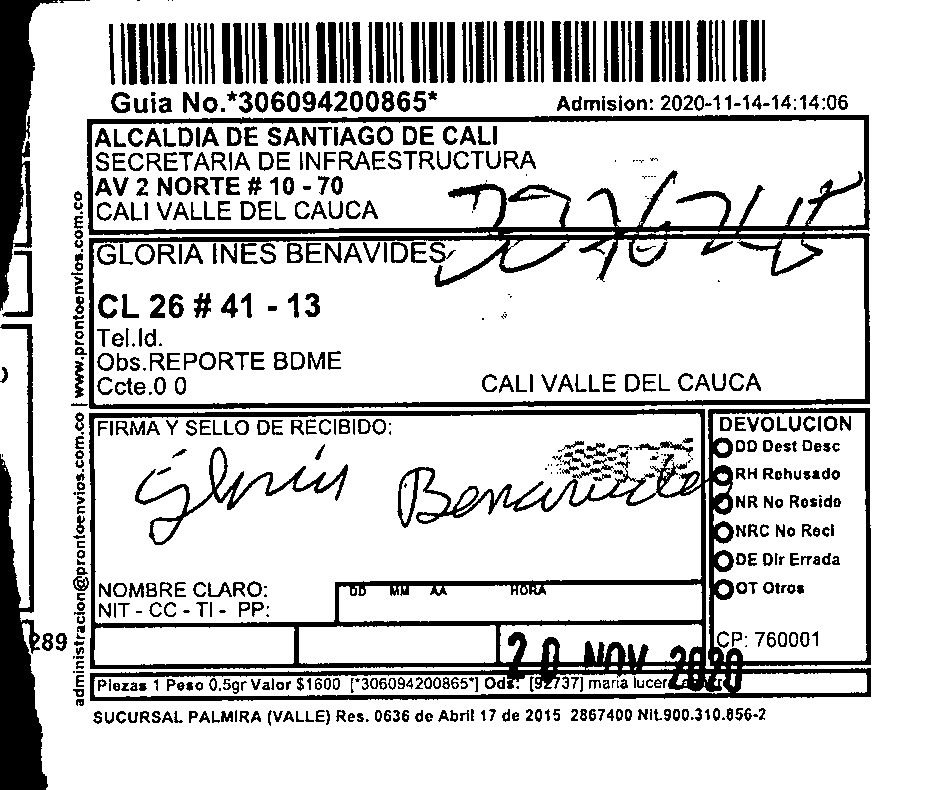 Guia No.*306094200865*
Admision: 2020-11-14-14:14:06
ALCALDIA DE SANTIAGO DE CALI
SECRETARIA DE INFRAESTRUCTURA
AV 2 NORTE # 10 - 70
CALI VALLE DEL CAUCA
GLORIA INES BENAVIDES
CL 26 # 41 - 13
Tel.Id.
Obs.REPORTE BDME
Ccte.0 0
CALI VALLE DEL CAUCA
administracion@prontoenvios.com.co | www.prontoenvios.com.co
FIRMA Y SELLO DE RECIBIDO:
Gloria Benavides
DEVOLUCION
DD Dest Desc
RH Rehusado
NR No Reside
NRC No Reci
DE Dir Errada
OT Otros
NOMBRE CLARO:
NIT - CC - TI - PP:
DD MM AA HORA
289
CP: 760001
20 NOV 2020
Piezas 1 Peso 0.5gr Valor $1600 [*306094200865*] Ods: [92737] maria
SUCURSAL PALMIRA (VALLE) Res. 0636 de Abril 17 de 2015 2867400 Nit.900.310.856-2